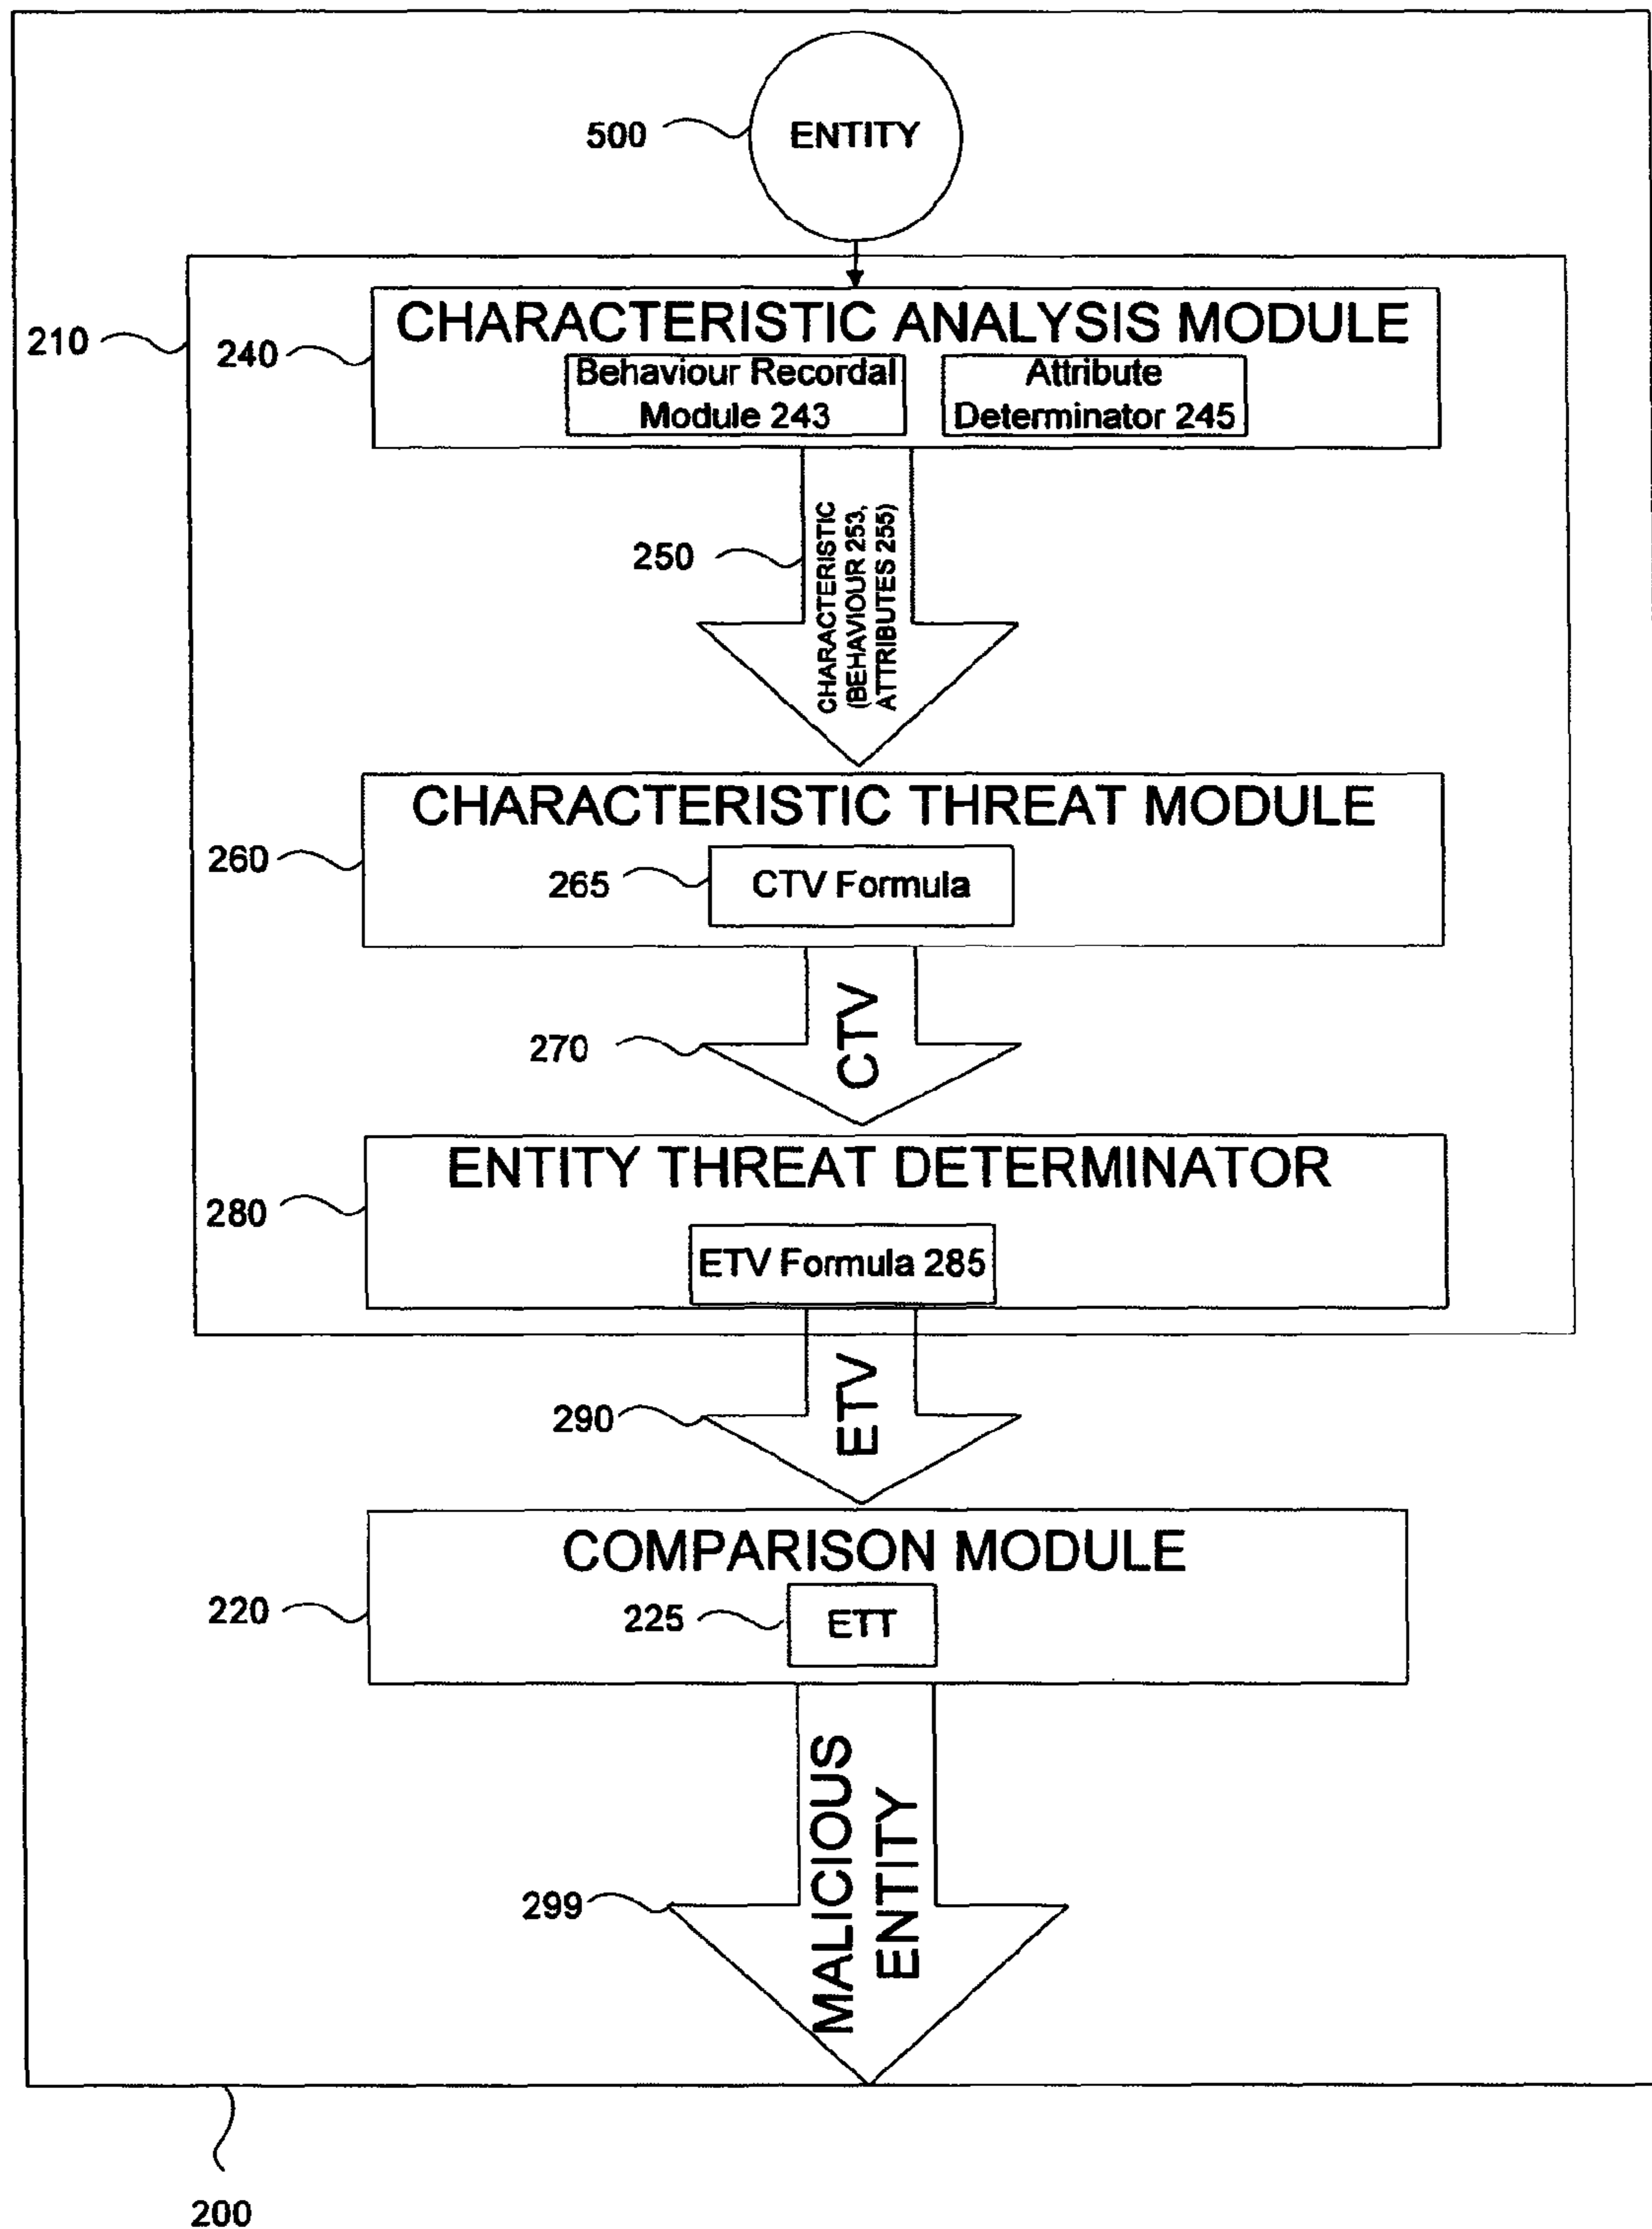 500
ENTITY
210
240
CHARACTERISTIC ANALYSIS MODULE
Behaviour Recordal
Module 243
Attribute
Determinator 245
250
CHARACTERISTIC
(BEHAVIOUR 253,
ATTRIBUTES 255)
CHARACTERISTIC THREAT MODULE
260
265
CTV Formula
270
CTV
ENTITY THREAT DETERMINATOR
280
ETV Formula 285
290
ETV
COMPARISON MODULE
220
225
ETT
299
MALICIOUS
ENTITY
200